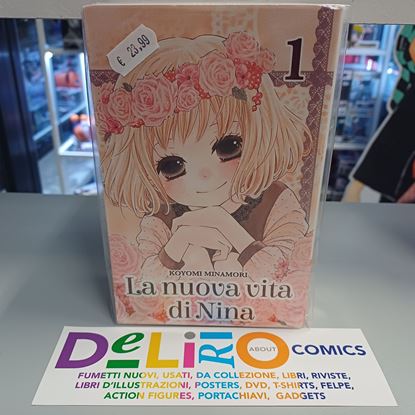 € 23,99
1
KOYOMI MINAMORI
La nuova vita
di Nina
DeLiRIO ABOUT COMICS
FUMETTI NUOVI, USATI, DA COLLEZIONE, LIBRI, RIVISTE,
LIBRI D'ILLUSTRAZIONI, POSTERS, DVD, T-SHIRTS, FELPE,
ACTION FIGURES, PORTACHIAVI, GADGETS